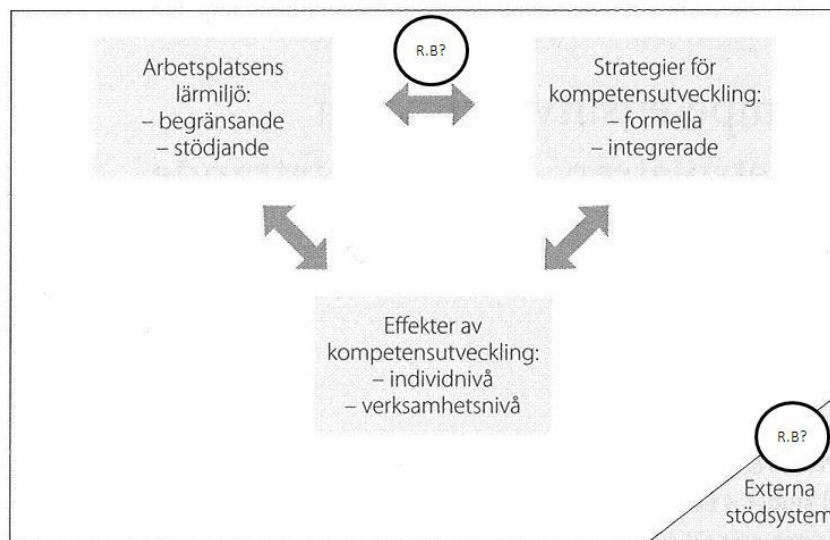 R.B?
Arbetsplatsens
lärmiljö:
– begränsande
– stödjande
Strategier för
kompetensutveckling:
– formella
– integrerade
Effekter av
kompetensutveckling:
– individnivå
– verksamhetsnivå
R.B?
Externa
stödsystem